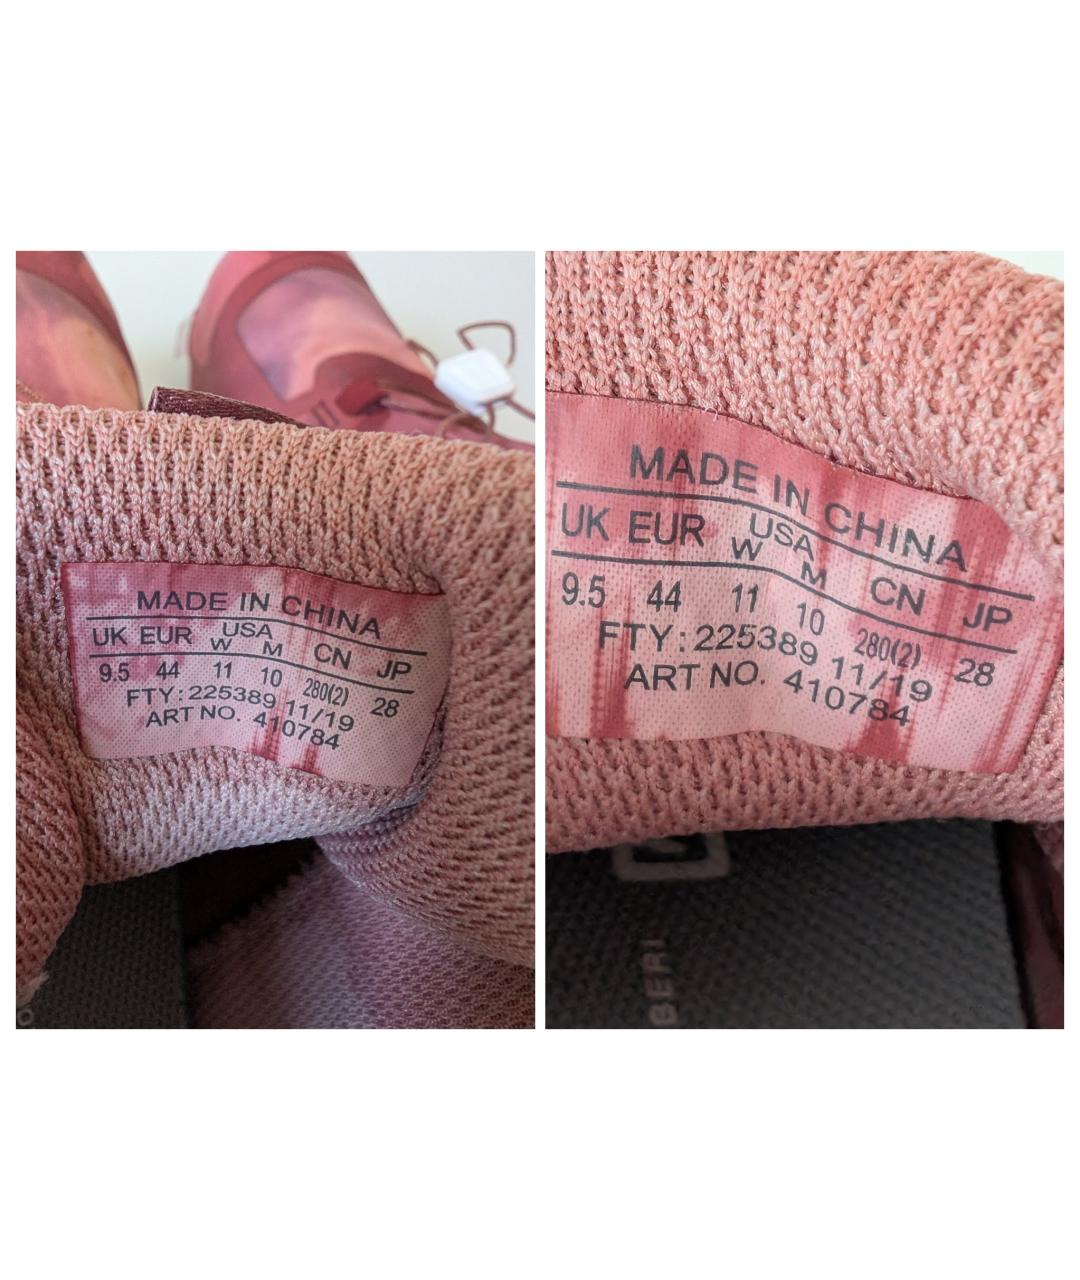 MADE IN CHINA
UK EUR USA CN JP
W M
9.5 44 11 10 280(2) 28
FTY: 225389 11/19
ART NO. 410784
MADE IN CHINA
UK EUR USA CN JP
W M
9.5 44 11 10 280(2) 28
FTY: 225389 11/19
ART NO. 410784